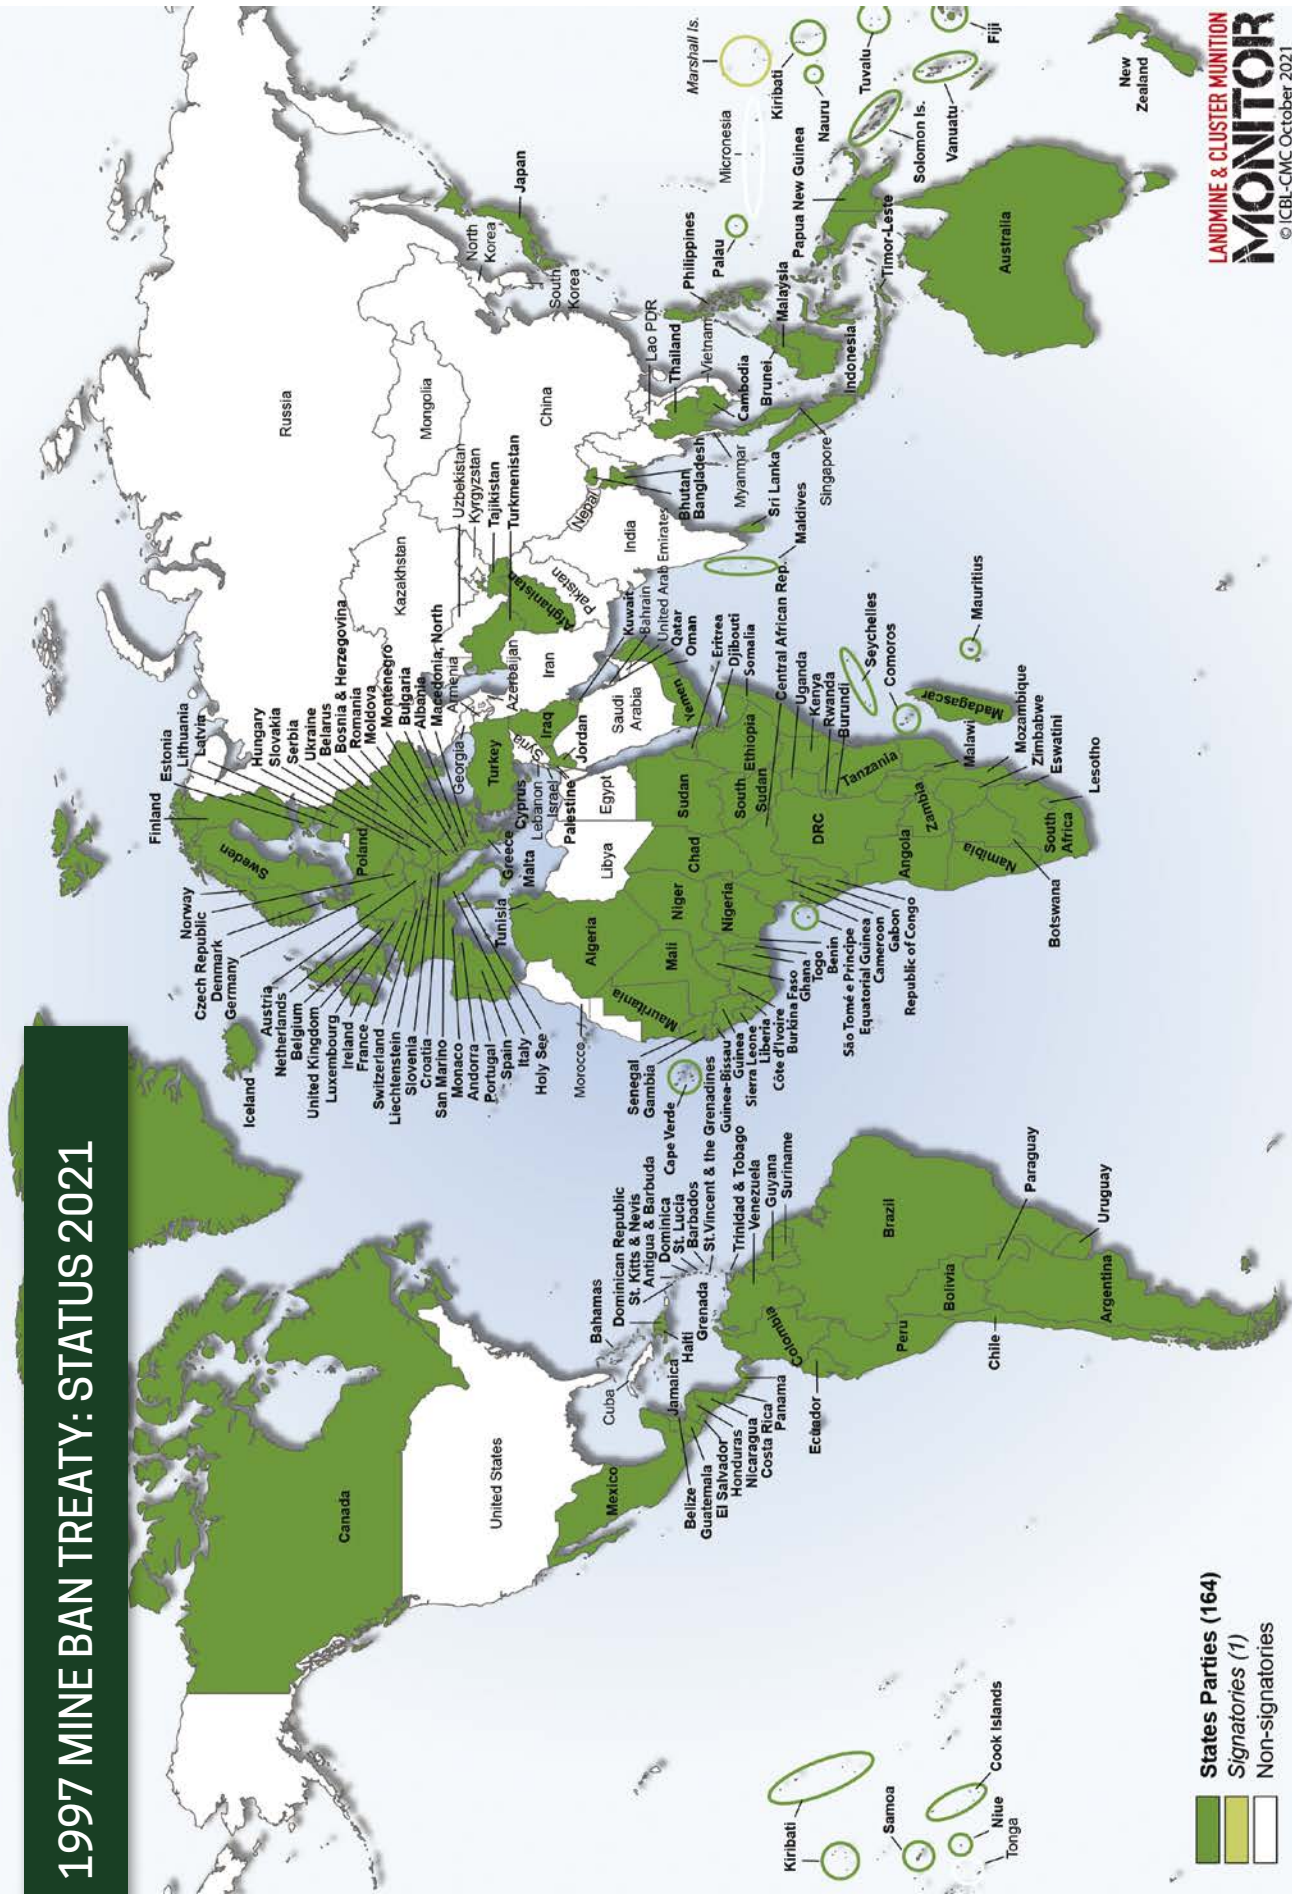 1997 MINE BAN TREATY: STATUS 2021
Canada
United States
Mexico
Cuba
Bahamas
Dominican Republic
St. Kitts & Nevis
Antigua & Barbuda
Dominica
St. Lucia
Barbados
St.Vincent & the Grenadines
Trinidad & Tobago
Venezuela
Guyana
Suriname
Jamaica
Haiti
Grenada
Belize
Guatemala
El Salvador
Honduras
Nicaragua
Costa Rica
Panama
Colombia
Ecuador
Peru
Brazil
Bolivia
Chile
Paraguay
Uruguay
Argentina
Iceland
Norway
Czech Republic
Denmark
Germany
Austria
Netherlands
Belgium
United Kingdom
Luxembourg
Ireland
France
Switzerland
Liechtenstein
Slovenia
Croatia
San Marino
Monaco
Andorra
Portugal
Spain
Italy
Holy See
Finland
Sweden
Poland
Estonia
Lithuania
Latvia
Hungary
Slovakia
Serbia
Ukraine
Belarus
Bosnia & Herzegovina
Romania
Moldova
Montenegro
Bulgaria
Albania
Macedonia, North
Armenia
Georgia
Azerbaijan
Turkey
Greece
Malta
Cyprus
Lebanon
Israel
Palestine
Syria
Iraq
Jordan
Iran
Saudi
Arabia
Yemen
Kuwait
Bahrain
United Arab Emirates
Qatar
Oman
Russia
Kazakhstan
Mongolia
China
Uzbekistan
Kyrgyzstan
Tajikistan
Turkmenistan
Afghanistan
Pakistan
India
Nepal
Bhutan
Bangladesh
Myanmar
Sri Lanka
Maldives
Singapore
Lao PDR
Thailand
Vietnam
Cambodia
Brunei
Malaysia
Indonesia
Philippines
Palau
North
Korea
South
Korea
Japan
Micronesia
Marshall Is.
Kiribati
Nauru
Tuvalu
Fiji
Papua New Guinea
Solomon Is.
Vanuatu
Timor-Leste
Australia
New
Zealand
Morocco
Tunisia
Algeria
Libya
Egypt
Mauritania
Mali
Niger
Chad
Sudan
Nigeria
South
Sudan
Ethiopia
Eritrea
Djibouti
Somalia
Central African Rep.
Uganda
Kenya
Rwanda
Burundi
Tanzania
Seychelles
Comoros
Mauritius
Madagascar
Malawi
Mozambique
Zimbabwe
Eswatini
Lesotho
South
Africa
Botswana
Namibia
Zambia
Angola
DRC
Senegal
Gambia
Cape Verde
Guinea-Bissau
Guinea
Sierra Leone
Liberia
Côte d'Ivoire
Burkina Faso
Ghana
Togo
Benin
São Tomé e Príncipe
Equatorial Guinea
Cameroon
Gabon
Republic of Congo
Kiribati
Samoa
Cook Islands
Niue
Tonga
States Parties (164)
Signatories (1)
Non-signatories
LANDMINE & CLUSTER MUNITION
MONITOR
© ICBL-CMC October 2021